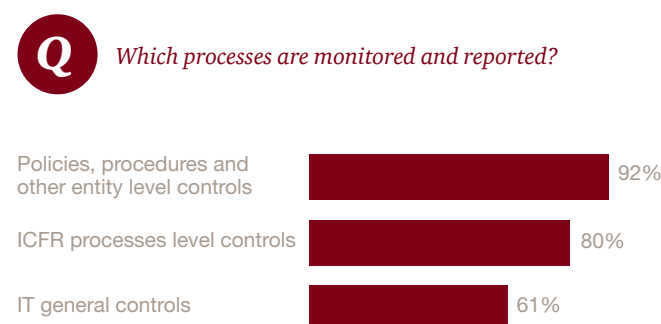 Q
Which processes are monitored and reported?
Policies, procedures and
other entity level controls
92%
ICFR processes level controls
80%
IT general controls
61%